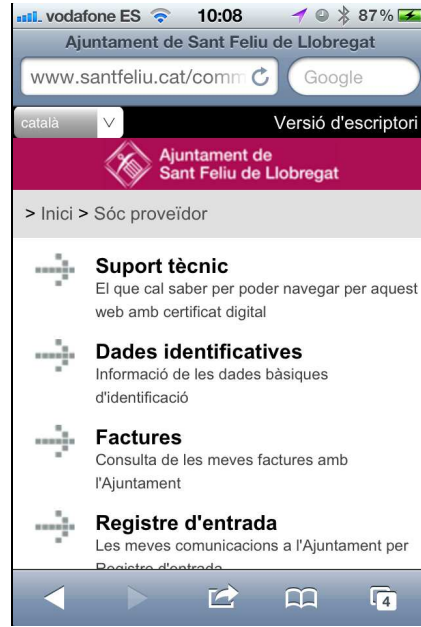 vodafone ES 10:08 87%
Ajuntament de Sant Feliu de Llobregat
www.santfeliu.cat/comm Google
català Versió d'escriptori
Ajuntament de
Sant Feliu de Llobregat
> Inici > Sóc proveïdor
Suport tècnic
El que cal saber per poder navegar per aquest
web amb certificat digital
Dades identificatives
Informació de les dades bàsiques
d'identificació
Factures
Consulta de les meves factures amb
l'Ajuntament
Registre d'entrada
Les meves comunicacions a l'Ajuntament per
Registre d'entrada
4